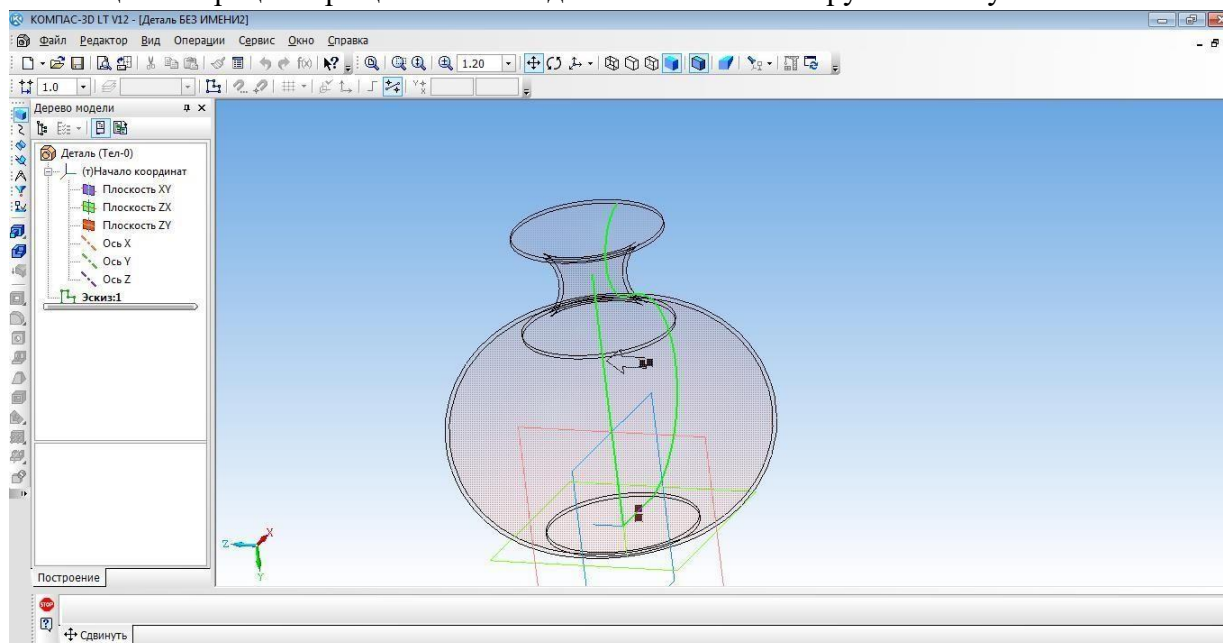 КОМПАС-3D LT V12 - [Деталь БЕЗ ИМЕНИ2]
Файл Редактор Вид Операции Сервис Окно Справка
1.20
1.0
Дерево модели
Деталь (Тел-0)
(т)Начало координат
Плоскость XY
Плоскость ZX
Плоскость ZY
Ось X
Ось Y
Ось Z
Эскиз:1
Z X
Y
Построение
STOP
Сдвинуть